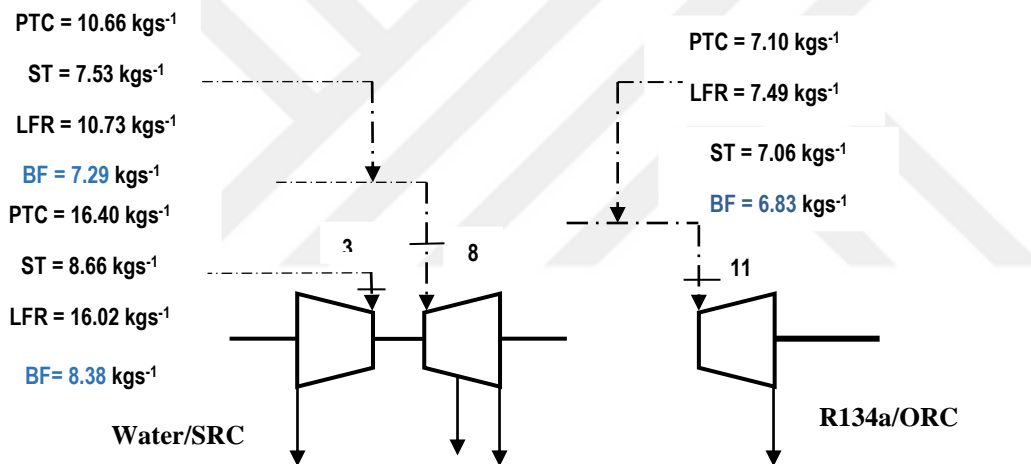 PTC = 10.66 kgs⁻¹
ST = 7.53 kgs⁻¹
LFR = 10.73 kgs⁻¹
BF = 7.29 kgs⁻¹
PTC = 16.40 kgs⁻¹
ST = 8.66 kgs⁻¹
LFR = 16.02 kgs⁻¹
BF= 8.38 kgs⁻¹
3
8
Water/SRC
PTC = 7.10 kgs⁻¹
LFR = 7.49 kgs⁻¹
ST = 7.06 kgs⁻¹
BF = 6.83 kgs⁻¹
11
R134a/ORC